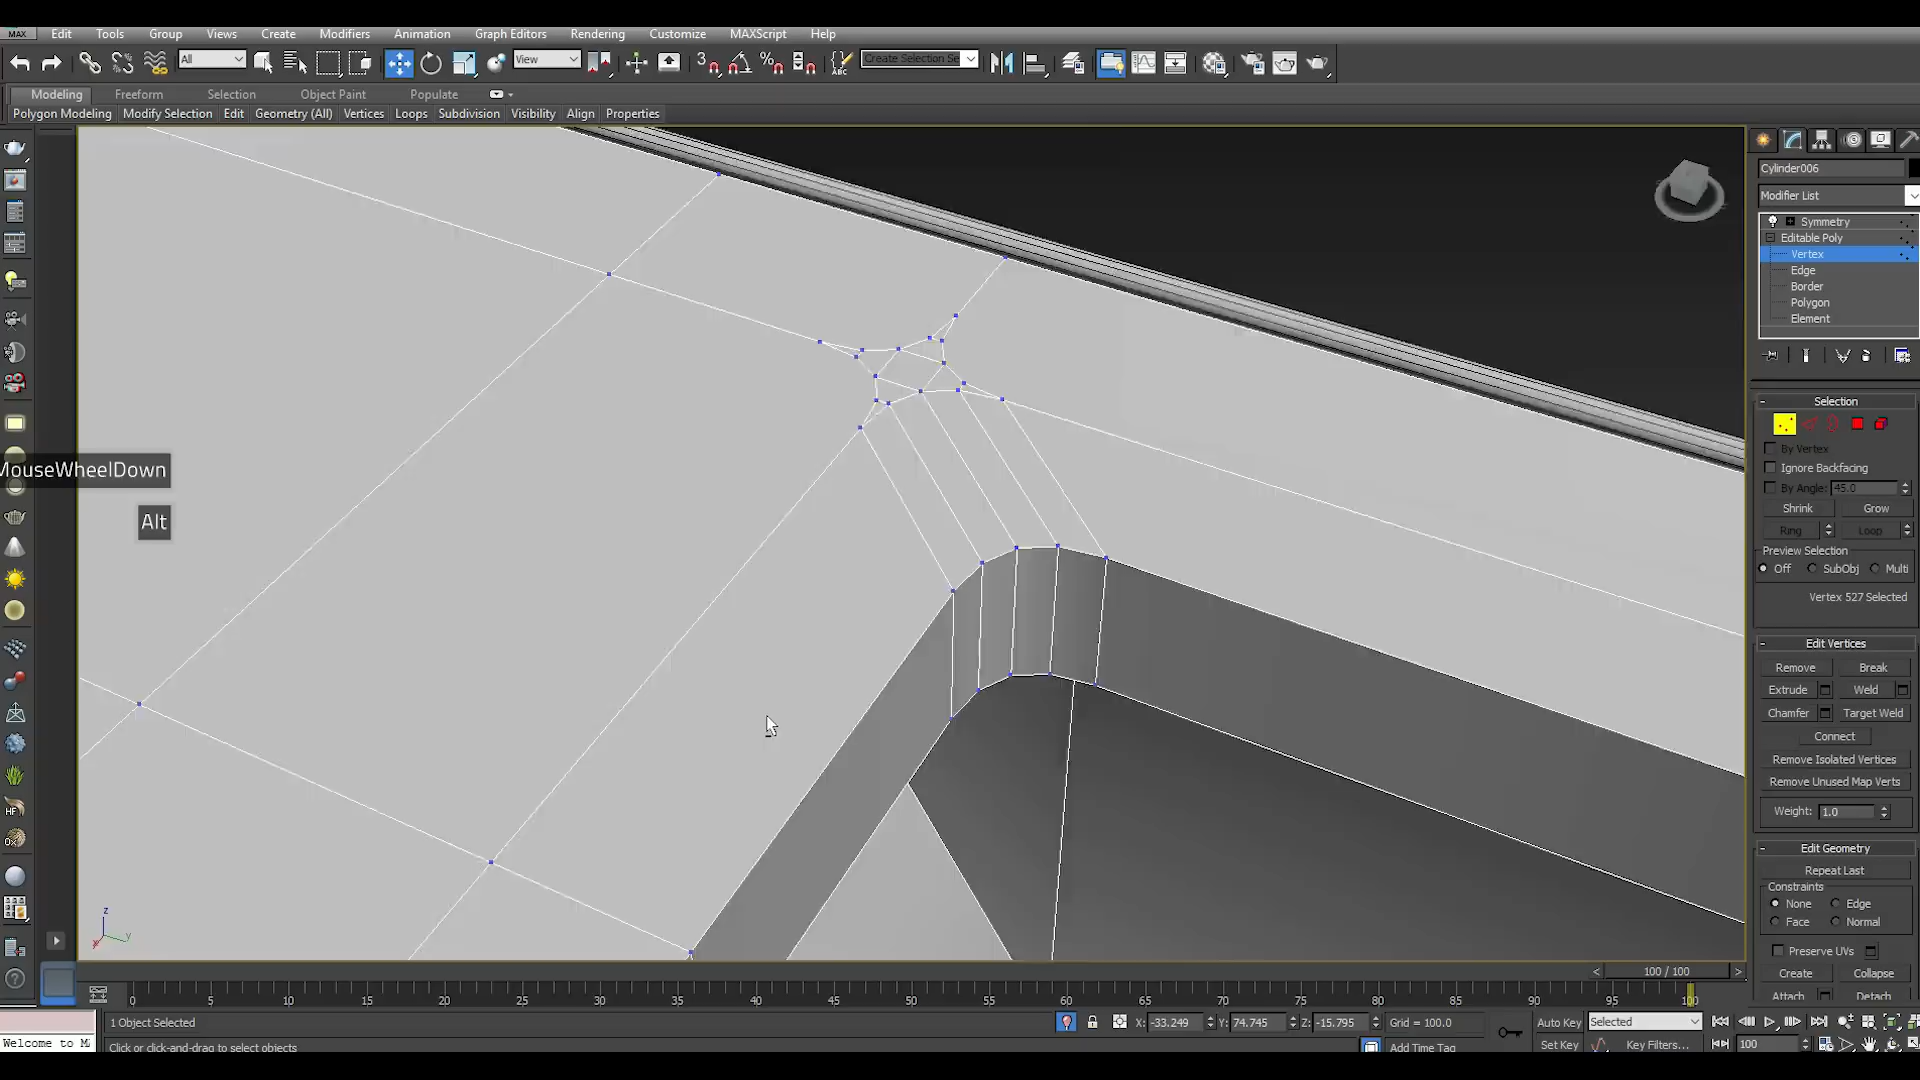 MAX Edit Tools Group Views Create Modifiers Animation Graph Editors Rendering Customize MAXScript Help
All View Create Selection Se
Modeling Freeform Selection Object Paint Populate
Polygon Modeling Modify Selection Edit Geometry (All) Vertices Loops Subdivision Visibility Align Properties
Cylinder006
Modifier List
Symmetry
Editable Poly
Vertex
Edge
Border
Polygon
Element
Selection
By Vertex
Ignore Backfacing
By Angle: 45.0
Shrink Grow
Ring Loop
Preview Selection
Off SubObj Multi
Vertex 527 Selected
Edit Vertices
Remove Break
Extrude Weld
Chamfer Target Weld
Connect
Remove Isolated Vertices
Remove Unused Map Verts
Weight: 1.0
Edit Geometry
Repeat Last
Constraints
None Edge
Face Normal
Preserve UVs
Create Collapse
Attach Detach
MouseWheelDown
Alt
z
x y
< 100 / 100 >
0 5 10 15 20 25 30 35 40 45 50 55 60 65 70 75 80 85 90 95 100
1 Object Selected X: -33.249 Y: 74.745 Z: -15.795 Grid = 100.0 Auto Key Selected
Welcome to M Click or click-and-drag to select objects Add Time Tag Set Key Key Filters... 100